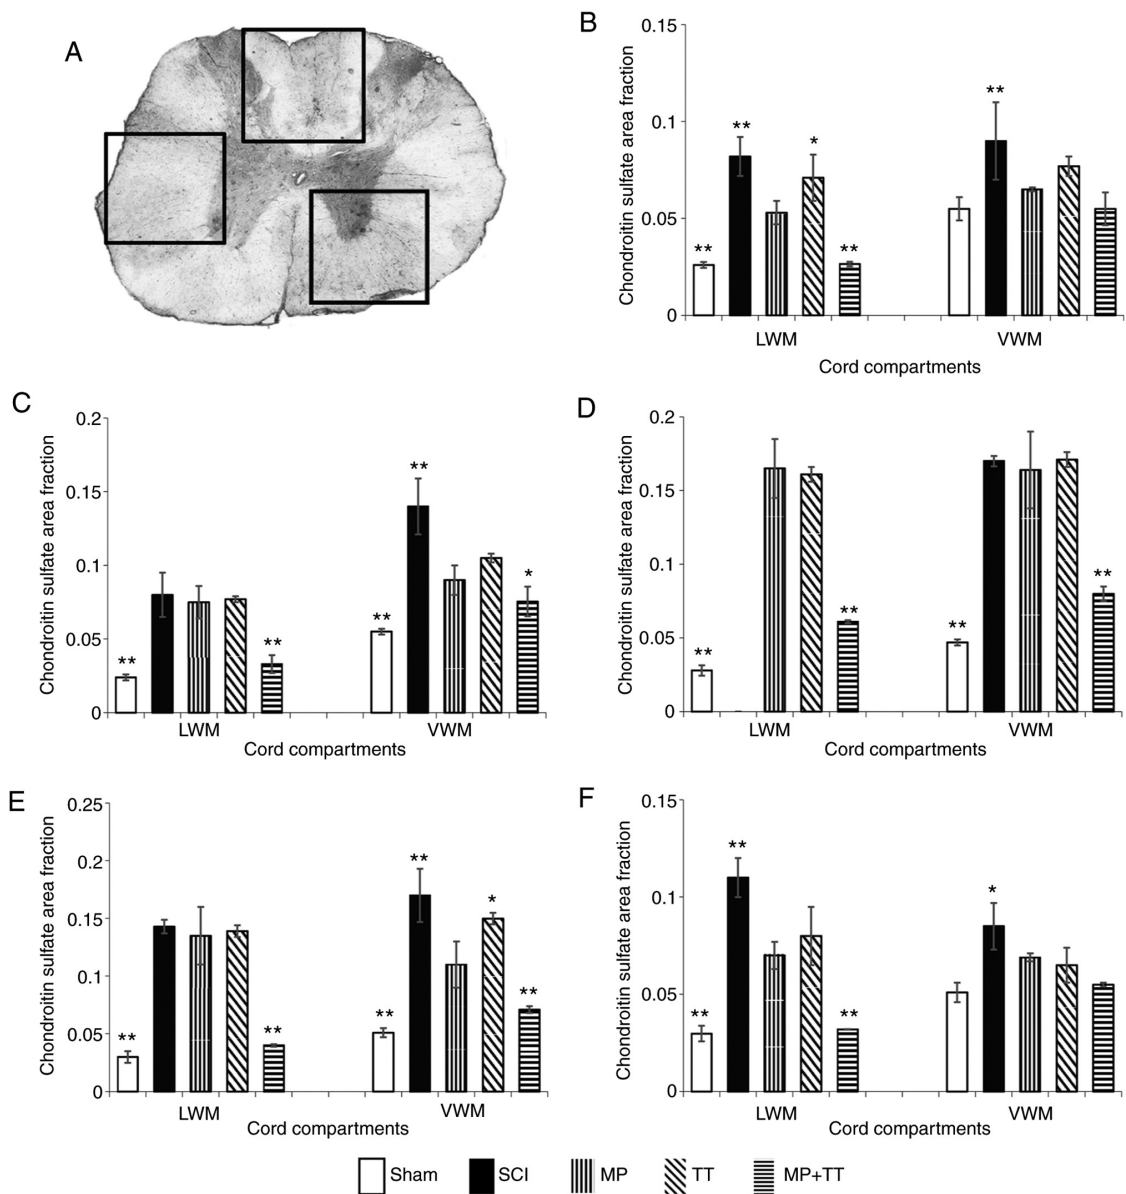 A
B
Chondroitin sulfate area fraction
0.15
0.1
0.05
0
** ** * ** **
LWM VWM
Cord compartments
C
Chondroitin sulfate area fraction
0.2
0.15
0.1
0.05
0
** ** ** ** *
LWM VWM
Cord compartments
D
Chondroitin sulfate area fraction
0.2
0.15
0.1
0.05
0
** ** ** **
LWM VWM
Cord compartments
E
Chondroitin sulfate area fraction
0.25
0.2
0.15
0.1
0.05
0
** ** ** ** * **
LWM VWM
Cord compartments
F
Chondroitin sulfate area fraction
0.15
0.1
0.05
0
** ** ** *
LWM VWM
Cord compartments
Sham SCI MP TT MP+TT